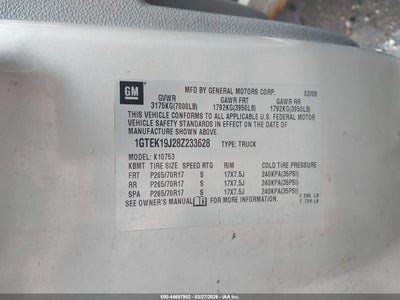 GM
MFD BY GENERAL MOTORS CORP. 02/08
GVWR GAWR FRT GAWR RR
3175KG(7000LB) 1792KG(3950LB) 1792KG(3950LB)
THIS VEHICLE CONFORMS TO ALL APPLICABLE U.S. FEDERAL MOTOR
VEHICLE SAFETY STANDARDS IN EFFECT ON THE DATE OF
MANUFACTURE SHOWN ABOVE.
1GTEK19J28Z233628 TYPE: TRUCK
MODEL: K10753
KBMT TIRE SIZE SPEED RTG RIM COLD TIRE PRESSURE
FRT P265/70R17 S 17X7.5J 240KPA(35PSI)
RR P265/70R17 S 17X7.5J 240KPA(35PSI)
SPA P265/70R17 S 17X7.5J 240KPA(35PSI)
SEE OWNER'S MANUAL FOR MORE INFORMATION.
F: 729 LB
500-44697982 | 03/27/2026 | IAA